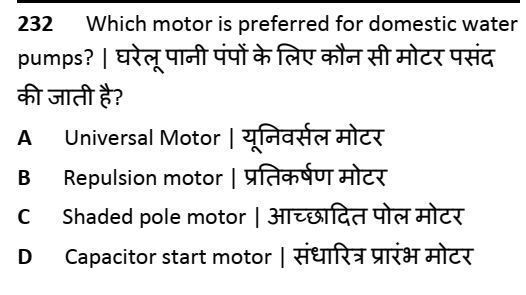 232 Which motor is preferred for domestic water
pumps? | घरेलू पानी पंपों के लिए कौन सी मोटर पसंद
की जाती है?
A Universal Motor | यूनिवर्सल मोटर
B Repulsion motor | प्रतिकर्षण मोटर
C Shaded pole motor | आच्छादित पोल मोटर
D Capacitor start motor | संधारित्र प्रारंभ मोटर